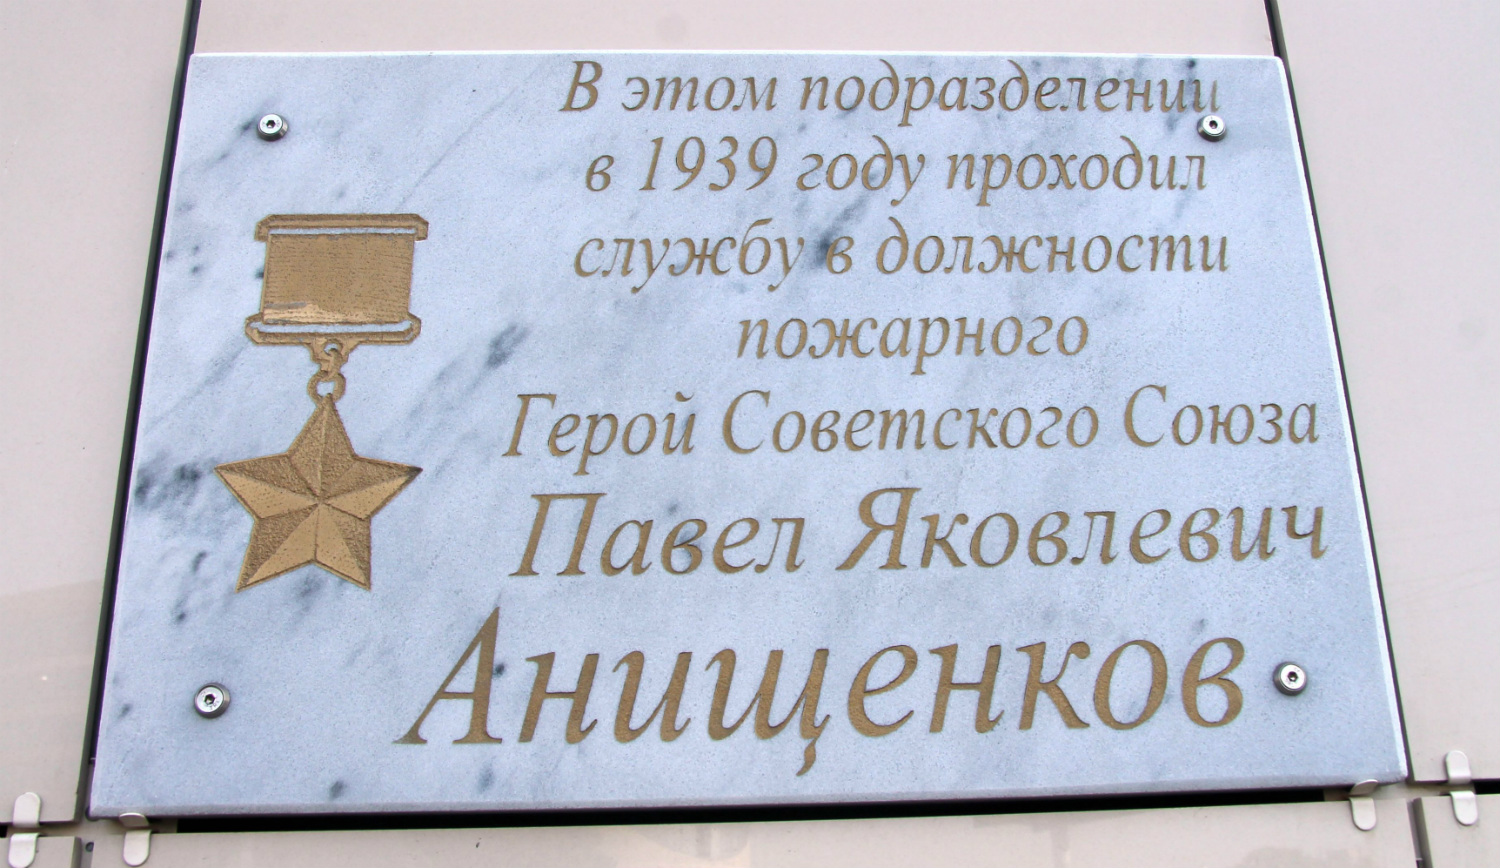 В этом подразделении
в 1939 году проходил
службу в должности
пожарного
Герой Советского Союза
Павел Яковлевич
Анищенков